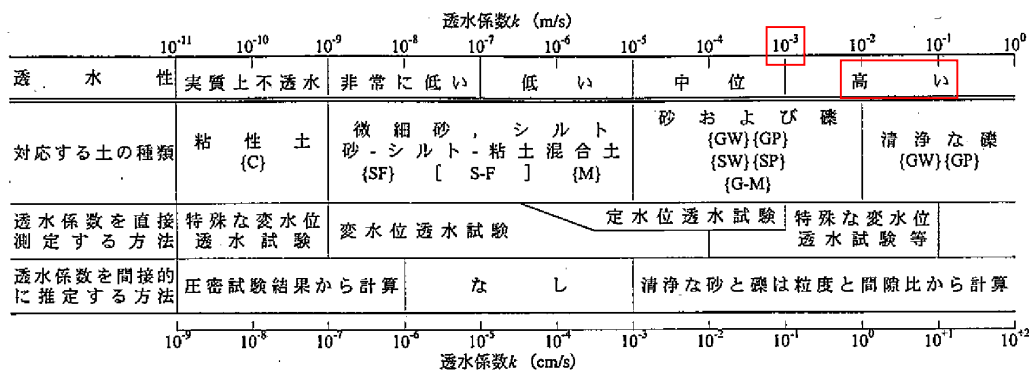 透水係数k (m/s)
10⁻¹¹ 10⁻¹⁰ 10⁻⁹ 10⁻⁸ 10⁻⁷ 10⁻⁶ 10⁻⁵ 10⁻⁴ 10⁻³ 10⁻² 10⁻¹ 10⁰
透水性 実質上不透水 非常に低い 低い 中位 高い
対応する土の種類
粘性土
{C}
微細砂,シルト
砂-シルト-粘土混合土
{SF} [S-F] {M}
砂および礫
{GW}{GP}
{SW}{SP}
{G-M}
清浄な礫
{GW}{GP}
透水係数を直接
測定する方法
特殊な変水位
透水試験
変水位透水試験
定水位透水試験
特殊な変水位
透水試験等
透水係数を間接的
に推定する方法
圧密試験結果から計算
なし
清浄な砂と礫は粒度と間隙比から計算
10⁻⁹ 10⁻⁸ 10⁻⁷ 10⁻⁶ 10⁻⁵ 10⁻⁴ 10⁻³ 10⁻² 10⁻¹ 10⁰ 10⁺¹ 10⁺²
透水係数k (cm/s)